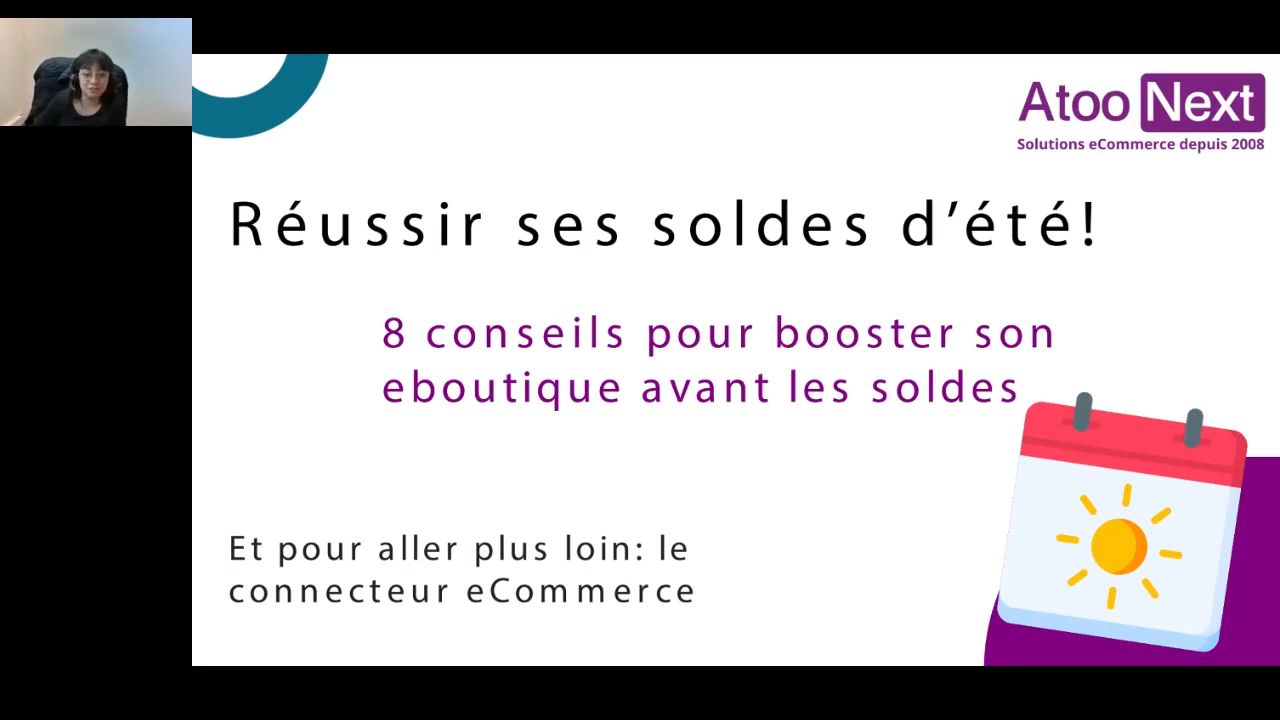 Atoo Next
Solutions eCommerce depuis 2008
Réussir ses soldes d’été!
8 conseils pour booster son
eboutique avant les soldes
Et pour aller plus loin: le
connecteur eCommerce